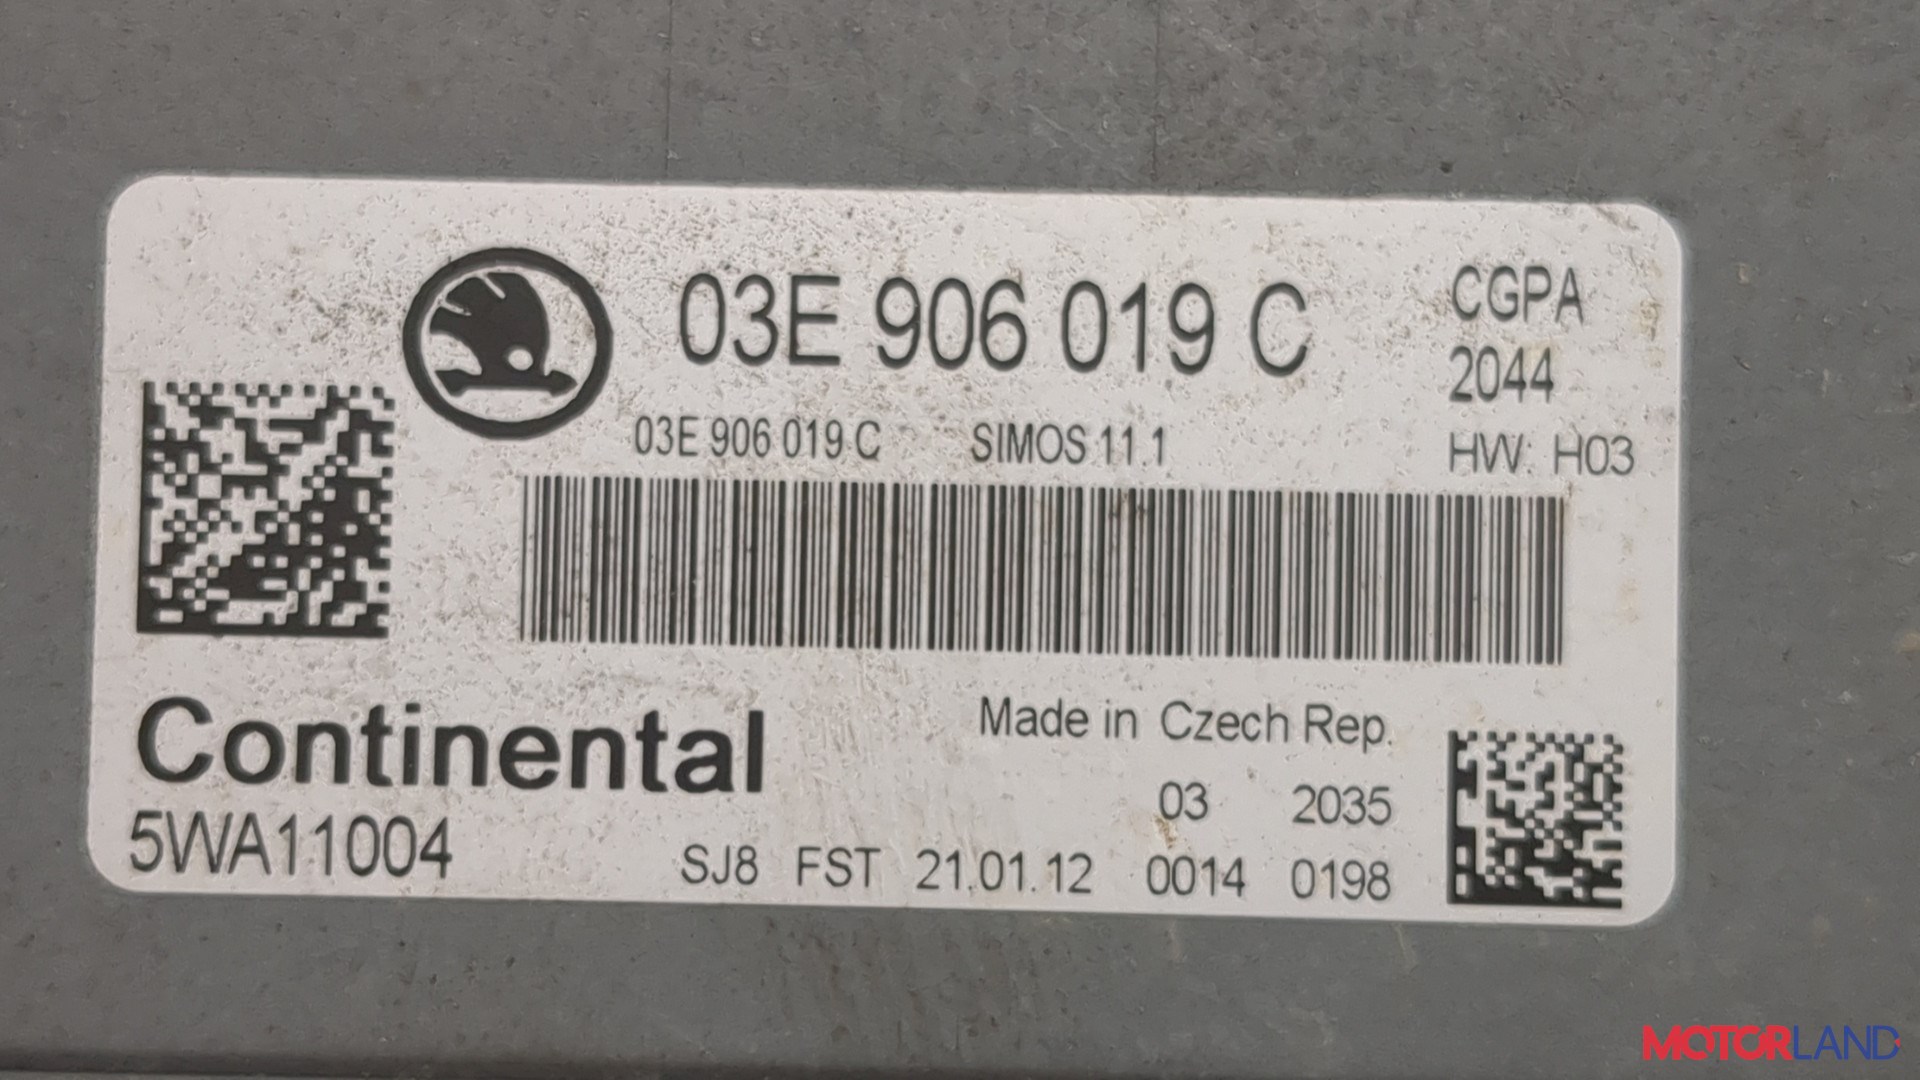 03E 906 019 C
CGPA
2044
03E 906 019 C SIMOS 11.1
HW: H03
Continental
5WA11004
Made in Czech Rep.
03 2035
SJ8 FST 21.01.12 0014 0198
MOTORLAND